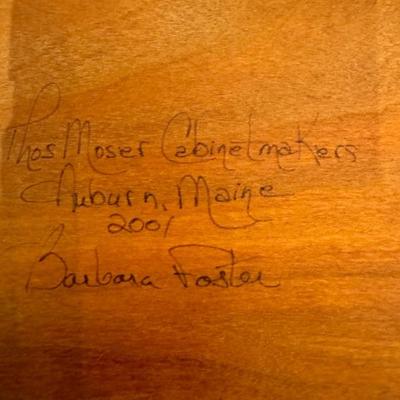 Thos Moser Cabinetmakers
Auburn, Maine
2001
Barbara Foster